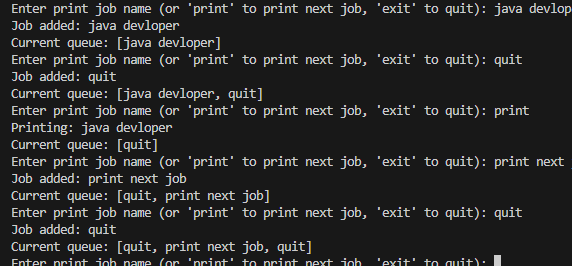 Enter print job name (or 'print' to print next job, 'exit' to quit): java devlop
Job added: java devloper
Current queue: [java devloper]
Enter print job name (or 'print' to print next job, 'exit' to quit): quit
Job added: quit
Current queue: [java devloper, quit]
Enter print job name (or 'print' to print next job, 'exit' to quit): print
Printing: java devloper
Current queue: [quit]
Enter print job name (or 'print' to print next job, 'exit' to quit): print next
Job added: print next job
Current queue: [quit, print next job]
Enter print job name (or 'print' to print next job, 'exit' to quit): quit
Job added: quit
Current queue: [quit, print next job, quit]
Enter print job name (or 'print' to print next job, 'exit' to quit):